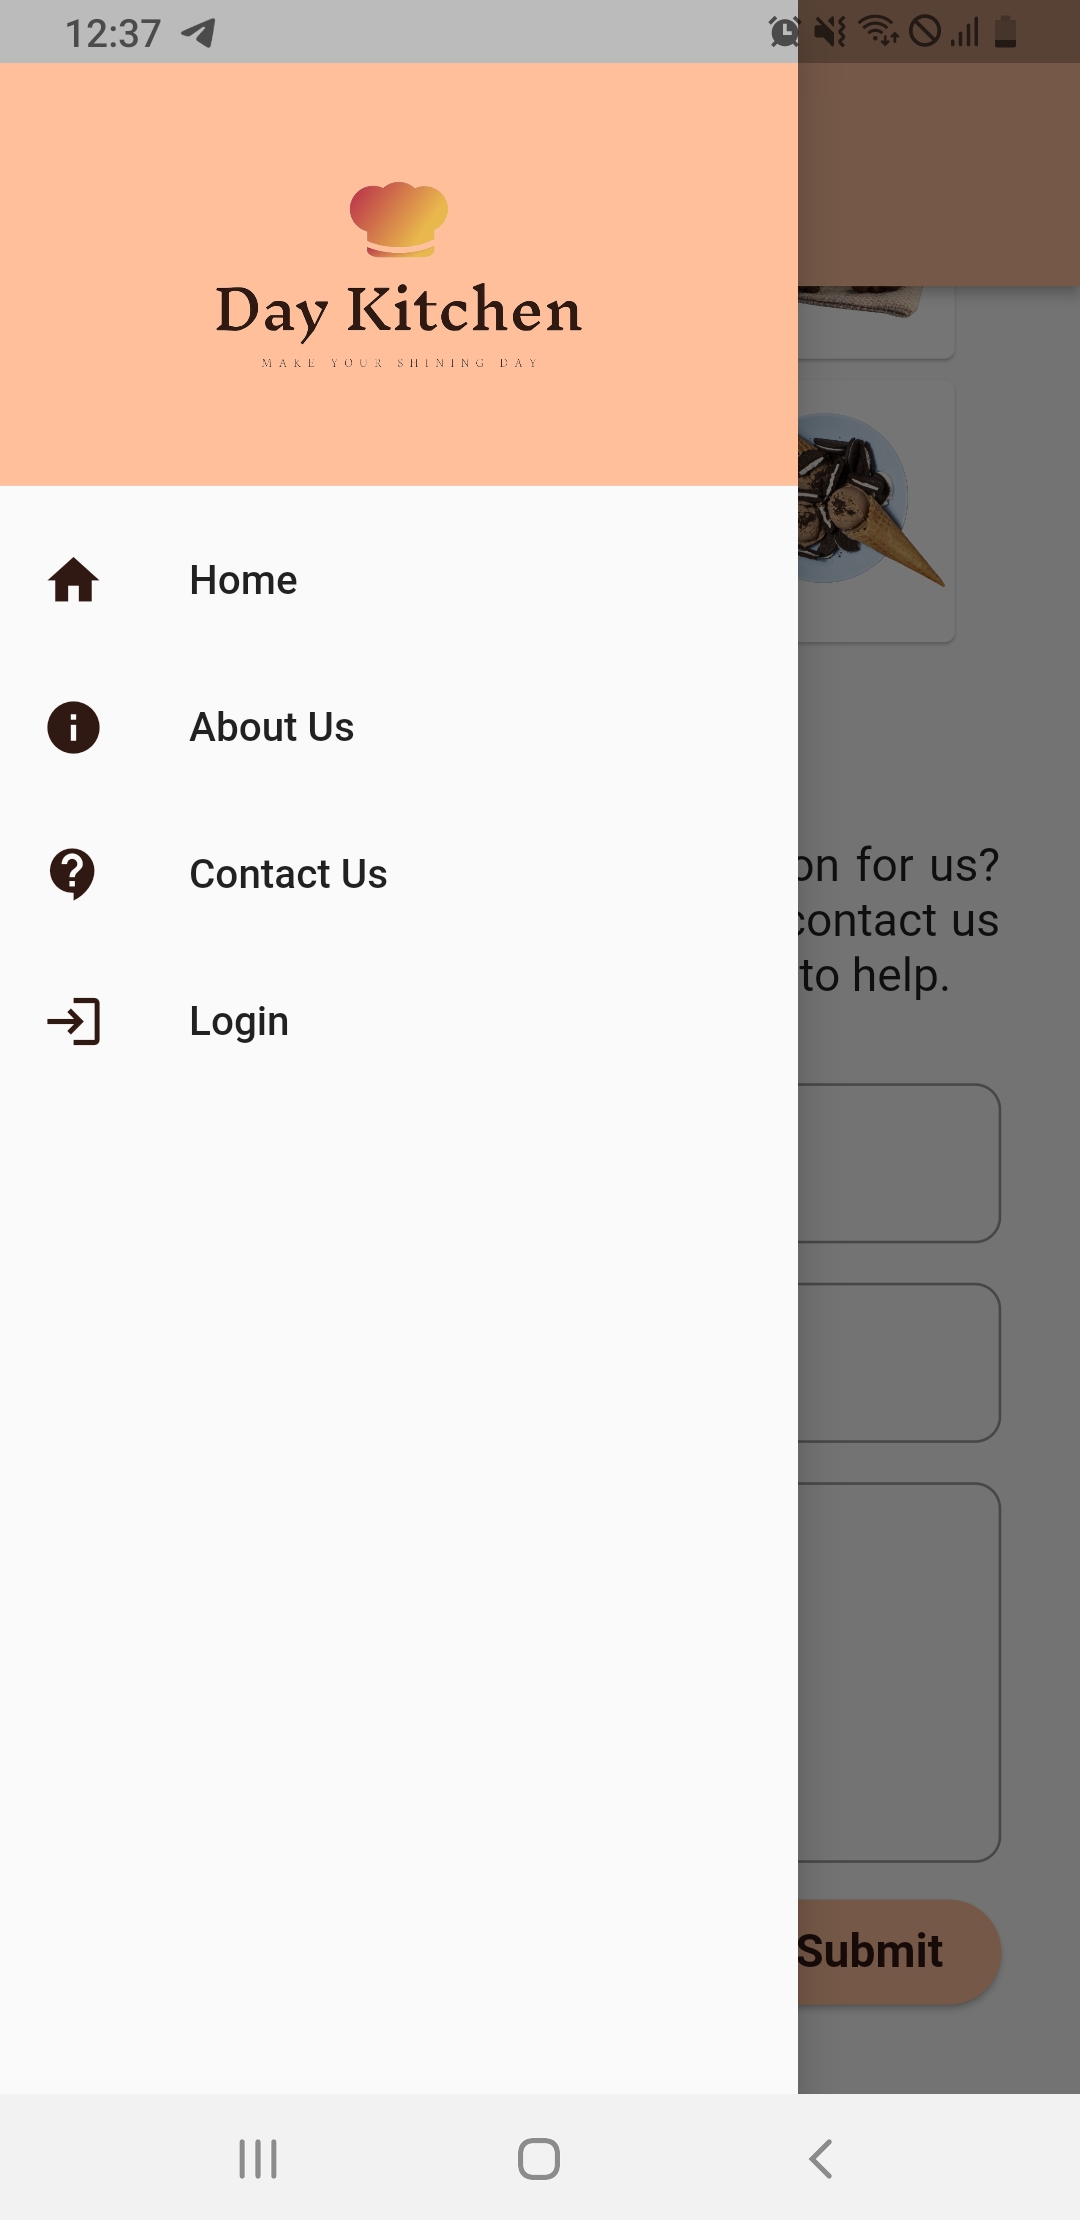 12:37
Day Kitchen
MAKE YOUR SHINING DAY
Home
About Us
Contact Us
Login
for us?
contact us
to help.
Submit